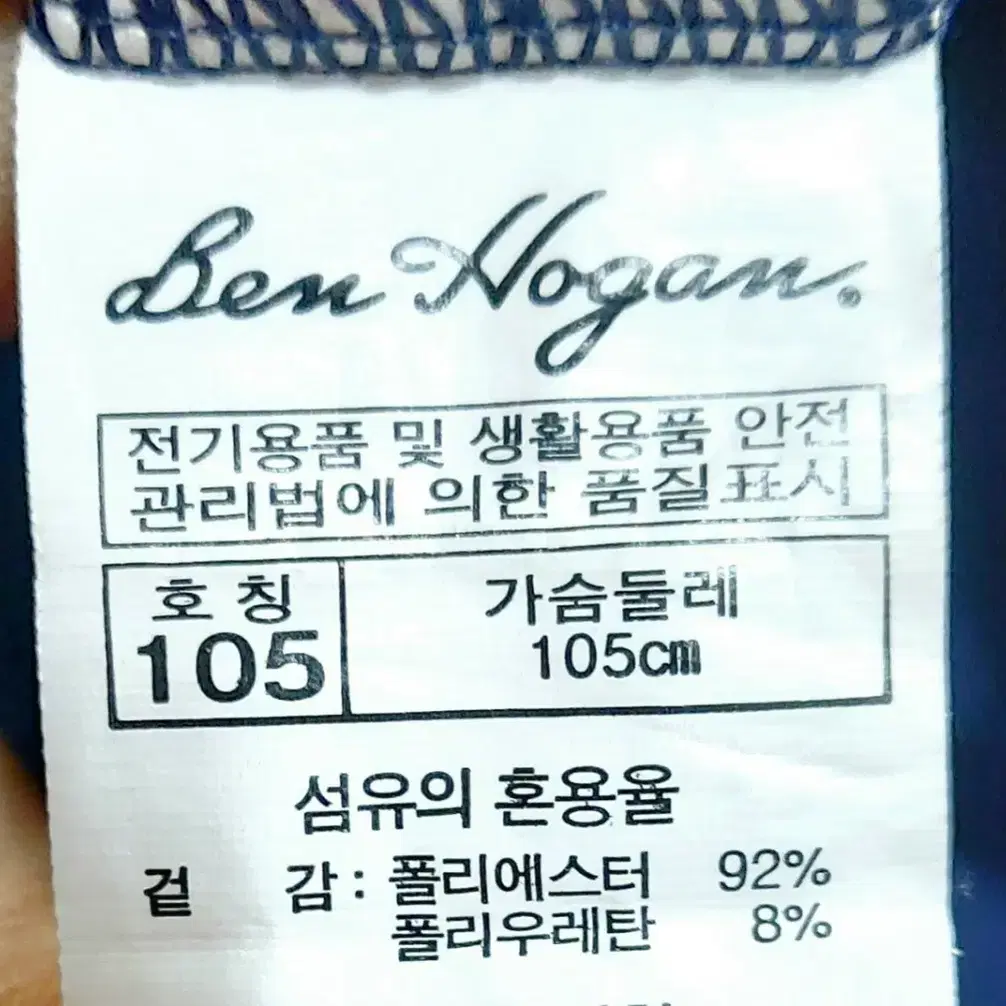 Ben Hogan.
전기용품 및 생활용품 안전
관리법에 의한 품질표시
호칭 가슴둘레
105 105cm
섬유의 혼용율
겉 감 : 폴리에스터 92%
폴리우레탄 8%